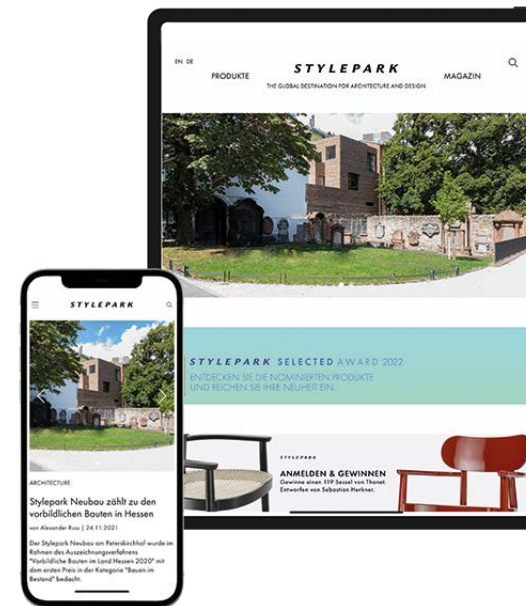 EN DE
PRODUKTE
STYLEPARK
MAGAZIN
THE GLOBAL DESTINATION FOR ARCHITECTURE AND DESIGN
STYLEPARK SELECTED AWARD 2022
ENTDECKEN SIE DIE NOMINIERTEN PRODUKTE
UND REICHEN SIE IHRE NEUHEIT EIN.
STYLEPARK
ANMELDEN & GEWINNEN
Gewinne einen 119 Sessel von Thonet.
Entworfen von Sebastian Herkner.
STYLEPARK
ARCHITECTURE
Stylepark Neubau zählt zu den
vorbildlichen Bauten in Hessen
von Alexander Russ | 24.11.2021
Der Stylepark Neubau am Peterskirchhof wurde im
Rahmen des Auszeichnungsverfahrens
"Vorbildliche Bauten im Land Hessen 2020" mit
dem ersten Preis in der Kategorie "Bauen im
Bestand" bedacht.